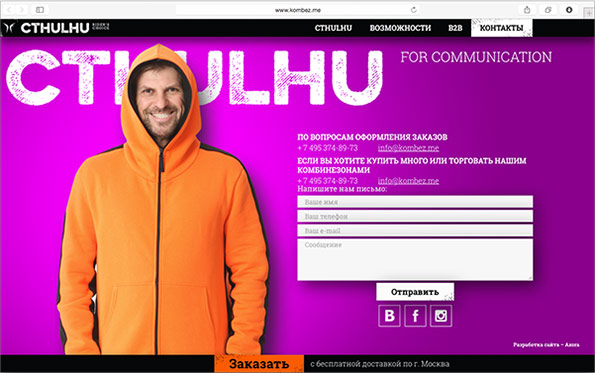 www.kombez.me
CTHULHU RIDER'S CHOICE
CTHULHU ВОЗМОЖНОСТИ B2B КОНТАКТЫ
CTHULHU
FOR COMMUNICATION
ПО ВОПРОСАМ ОФОРМЛЕНИЯ ЗАКАЗОВ
+7 495 374-89-73 info@kombez.me
ЕСЛИ ВЫ ХОТИТЕ КУПИТЬ МНОГО ИЛИ ТОРГОВАТЬ НАШИМ
КОМБИНЕЗОНАМИ
+7 495 374-89-73 info@kombez.me
Напишите нам письмо:
Ваше имя
Ваш телефон
Ваш e-mail
Сообщение
Отправить
B f
Разработка сайта – Анна
Заказать с бесплатной доставкой по г. Москва